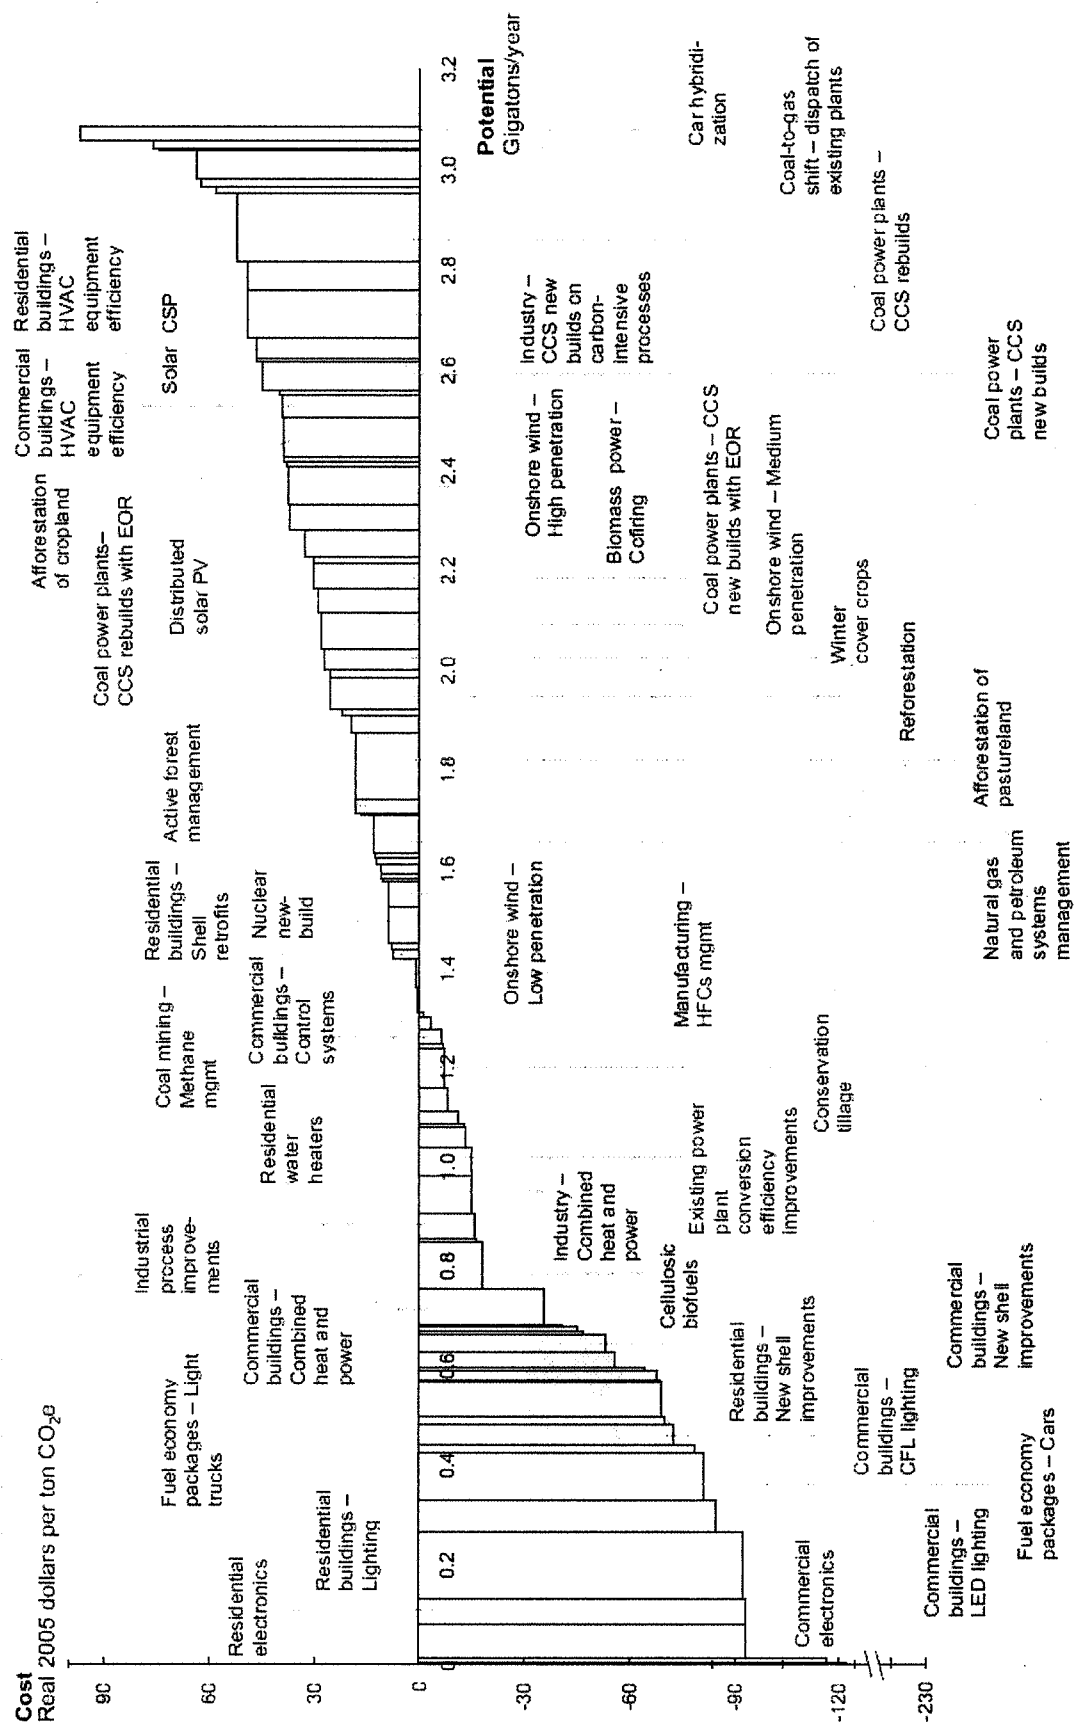 Cost
Real 2005 dollars per ton CO₂e
90
60
30
0
-30
-60
-90
-120
-230
0
0.2
0.4
0.6
0.8
1.0
1.2
1.4
1.6
1.8
2.0
2.2
2.4
2.6
2.8
3.0
3.2
Potential
Gigatons/year
Residential
electronics
Residential
buildings –
Lighting
Fuel economy
packages – Light
trucks
Commercial
buildings –
Combined
heat and
power
Industrial
process
improve-
ments
Residential
water
heaters
Coal mining –
Methane
mgmt
Commercial
buildings –
Control
systems
Residential
buildings –
Shell
retrofits
Nuclear
new-
build
Active forest
management
Distributed
solar PV
Coal power plants–
CCS rebuilds with EOR
Afforestation
of cropland
Commercial
buildings –
HVAC
equipment
efficiency
Solar CSP
Residential
buildings –
HVAC
equipment
efficiency
Commercial
electronics
Commercial
buildings –
LED lighting
Fuel economy
packages – Cars
Commercial
buildings –
CFL lighting
Residential
buildings –
New shell
improvements
Commercial
buildings –
New shell
improvements
Cellulosic
biofuels
Industry –
Combined
heat and
power
Existing power
plant
conversion
efficiency
improvements
Conservation
tillage
Onshore wind –
Low penetration
Manufacturing –
HFCs mgmt
Natural gas
and petroleum
systems
management
Afforestation of
pastureland
Reforestation
Winter
cover crops
Onshore wind – Medium
penetration
Coal power plants – CCS
new builds with EOR
Biomass power –
Cofiring
Onshore wind –
High penetration
Industry –
CCS new
builds on
carbon-
intensive
processes
Coal power
plants – CCS
new builds
Coal power plants –
CCS rebuilds
Coal-to-gas
shift – dispatch of
existing plants
Car hybridi-
zation